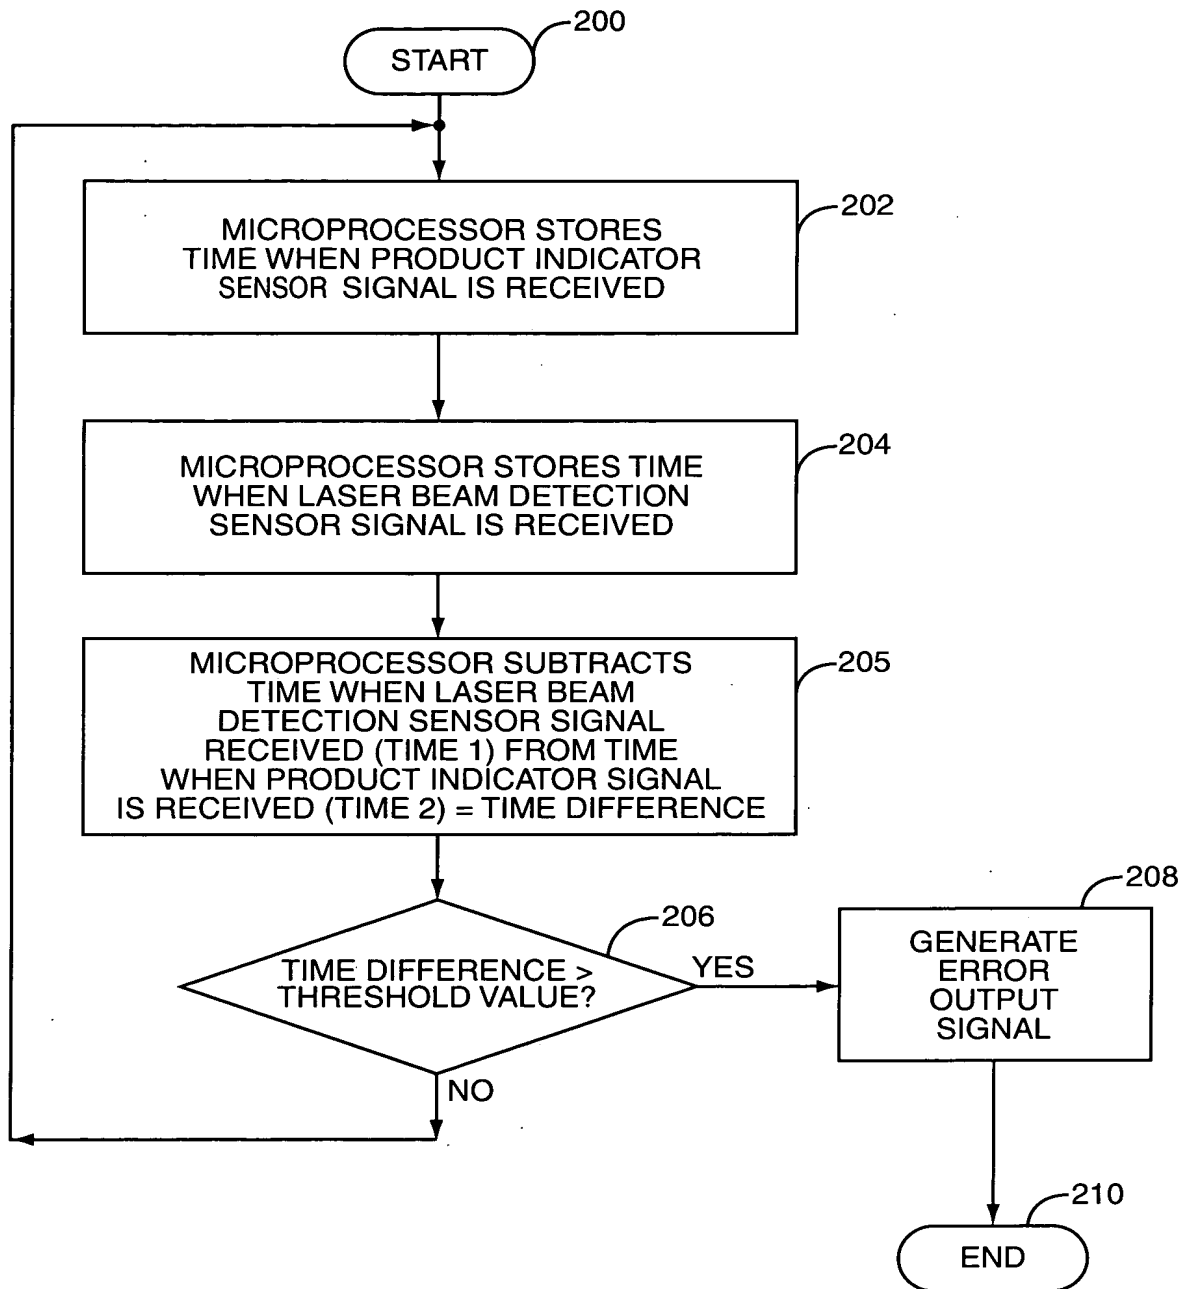 START
200
MICROPROCESSOR STORES
TIME WHEN PRODUCT INDICATOR
SENSOR SIGNAL IS RECEIVED
202
MICROPROCESSOR STORES TIME
WHEN LASER BEAM DETECTION
SENSOR SIGNAL IS RECEIVED
204
MICROPROCESSOR SUBTRACTS
TIME WHEN LASER BEAM
DETECTION SENSOR SIGNAL
RECEIVED (TIME 1) FROM TIME
WHEN PRODUCT INDICATOR SIGNAL
IS RECEIVED (TIME 2) = TIME DIFFERENCE
205
TIME DIFFERENCE >
THRESHOLD VALUE?
206
YES
NO
GENERATE
ERROR
OUTPUT
SIGNAL
208
END
210